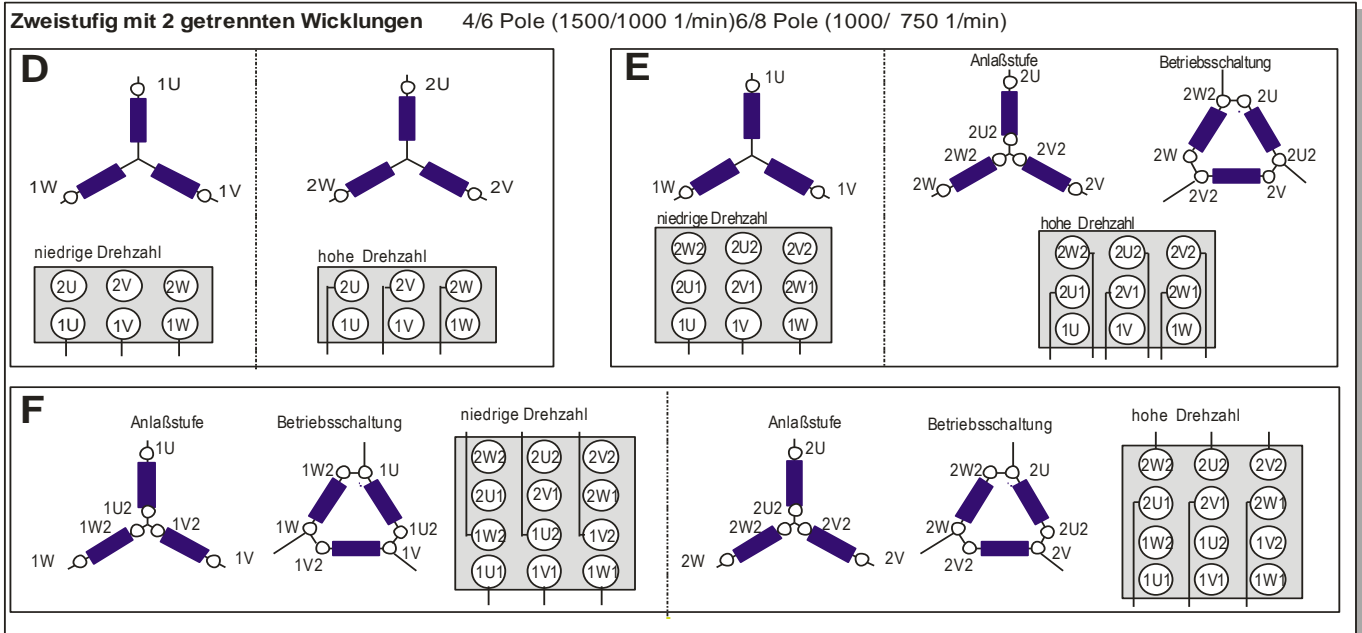 Zweistufig mit 2 getrennten Wicklungen 4/6 Pole (1500/1000 1/min)6/8 Pole (1000/ 750 1/min)
D
1U
1W
1V
niedrige Drehzahl
2U 2V 2W
1U 1V 1W
2U
2W
2V
hohe Drehzahl
2U 2V 2W
1U 1V 1W
E
1U
1W
1V
niedrige Drehzahl
2W2 2U2 2V2
2U1 2V1 2W1
1U 1V 1W
Anlaßstufe
2U
2U2
2W2 2V2
2W 2V
Betriebsschaltung
2W2 2U
2W 2U2
2V2 2V
hohe Drehzahl
2W2 2U2 2V2
2U1 2V1 2W1
1U 1V 1W
F
Anlaßstufe
1U
1U2
1W2 1V2
1W 1V
Betriebsschaltung
1W2 1U
1W 1U2
1V2 1V
niedrige Drehzahl
2W2 2U2 2V2
2U1 2V1 2W1
1W2 1U2 1V2
1U1 1V1 1W1
Anlaßstufe
2U
2U2
2W2 2V2
2W 2V
Betriebsschaltung
2W2 2U
2W 2U2
2V2 2V
hohe Drehzahl
2W2 2U2 2V2
2U1 2V1 2W1
1W2 1U2 1V2
1U1 1V1 1W1